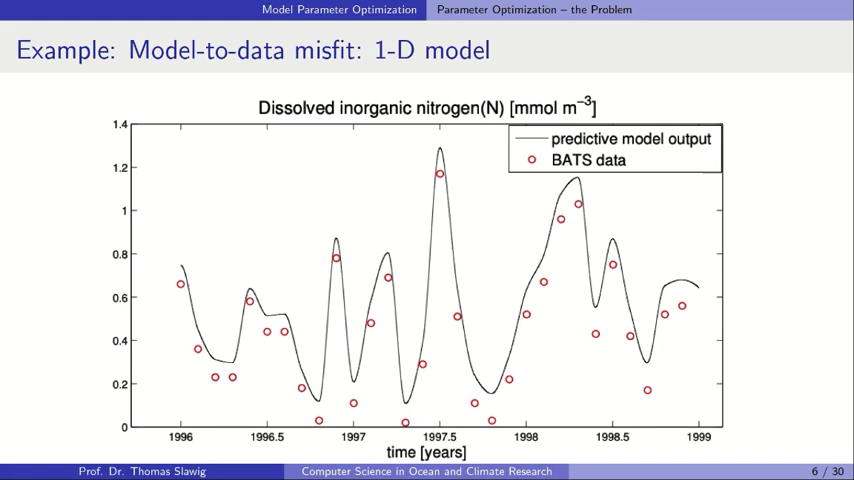 Model Parameter Optimization Parameter Optimization – the Problem
Example: Model-to-data misfit: 1-D model
Dissolved inorganic nitrogen(N) [mmol m⁻³]
predictive model output
BATS data
1.4
1.2
1
0.8
0.6
0.4
0.2
0
1996 1996.5 1997 1997.5 1998 1998.5 1999
time [years]
Prof. Dr. Thomas Slawig Computer Science in Ocean and Climate Research 6 / 30